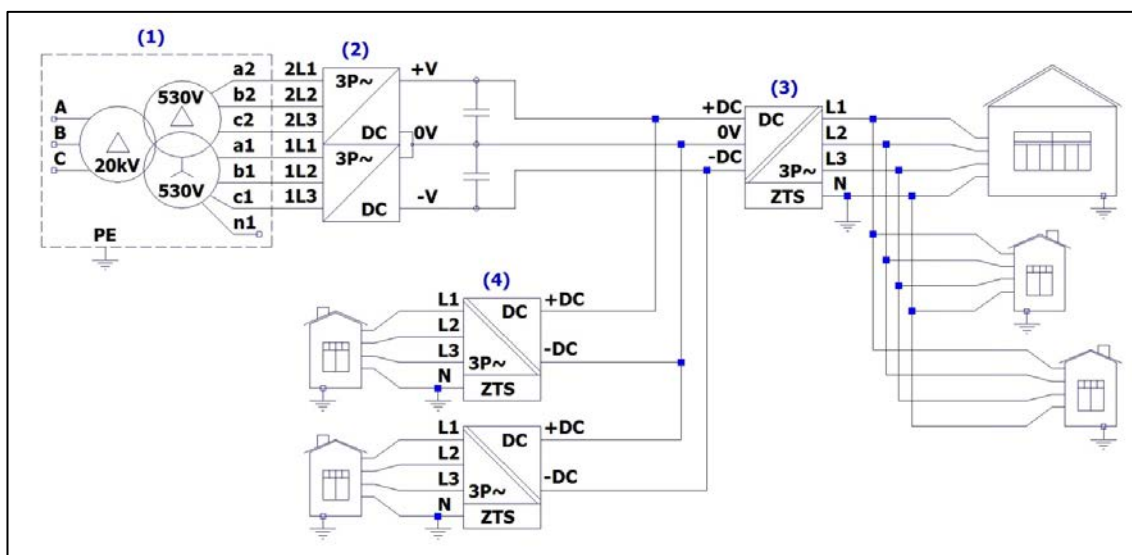 (1)
A
B
C
20kV
530V
530V
a2
b2
c2
a1
b1
c1
n1
PE
2L1
2L2
2L3
1L1
1L2
1L3
(2)
3P~
DC
3P~
DC
+V
0V
-V
+DC
0V
-DC
(3)
DC
3P~
ZTS
L1
L2
L3
N
(4)
L1
L2
L3
N
DC
3P~
ZTS
+DC
-DC
L1
L2
L3
N
DC
3P~
ZTS
+DC
-DC